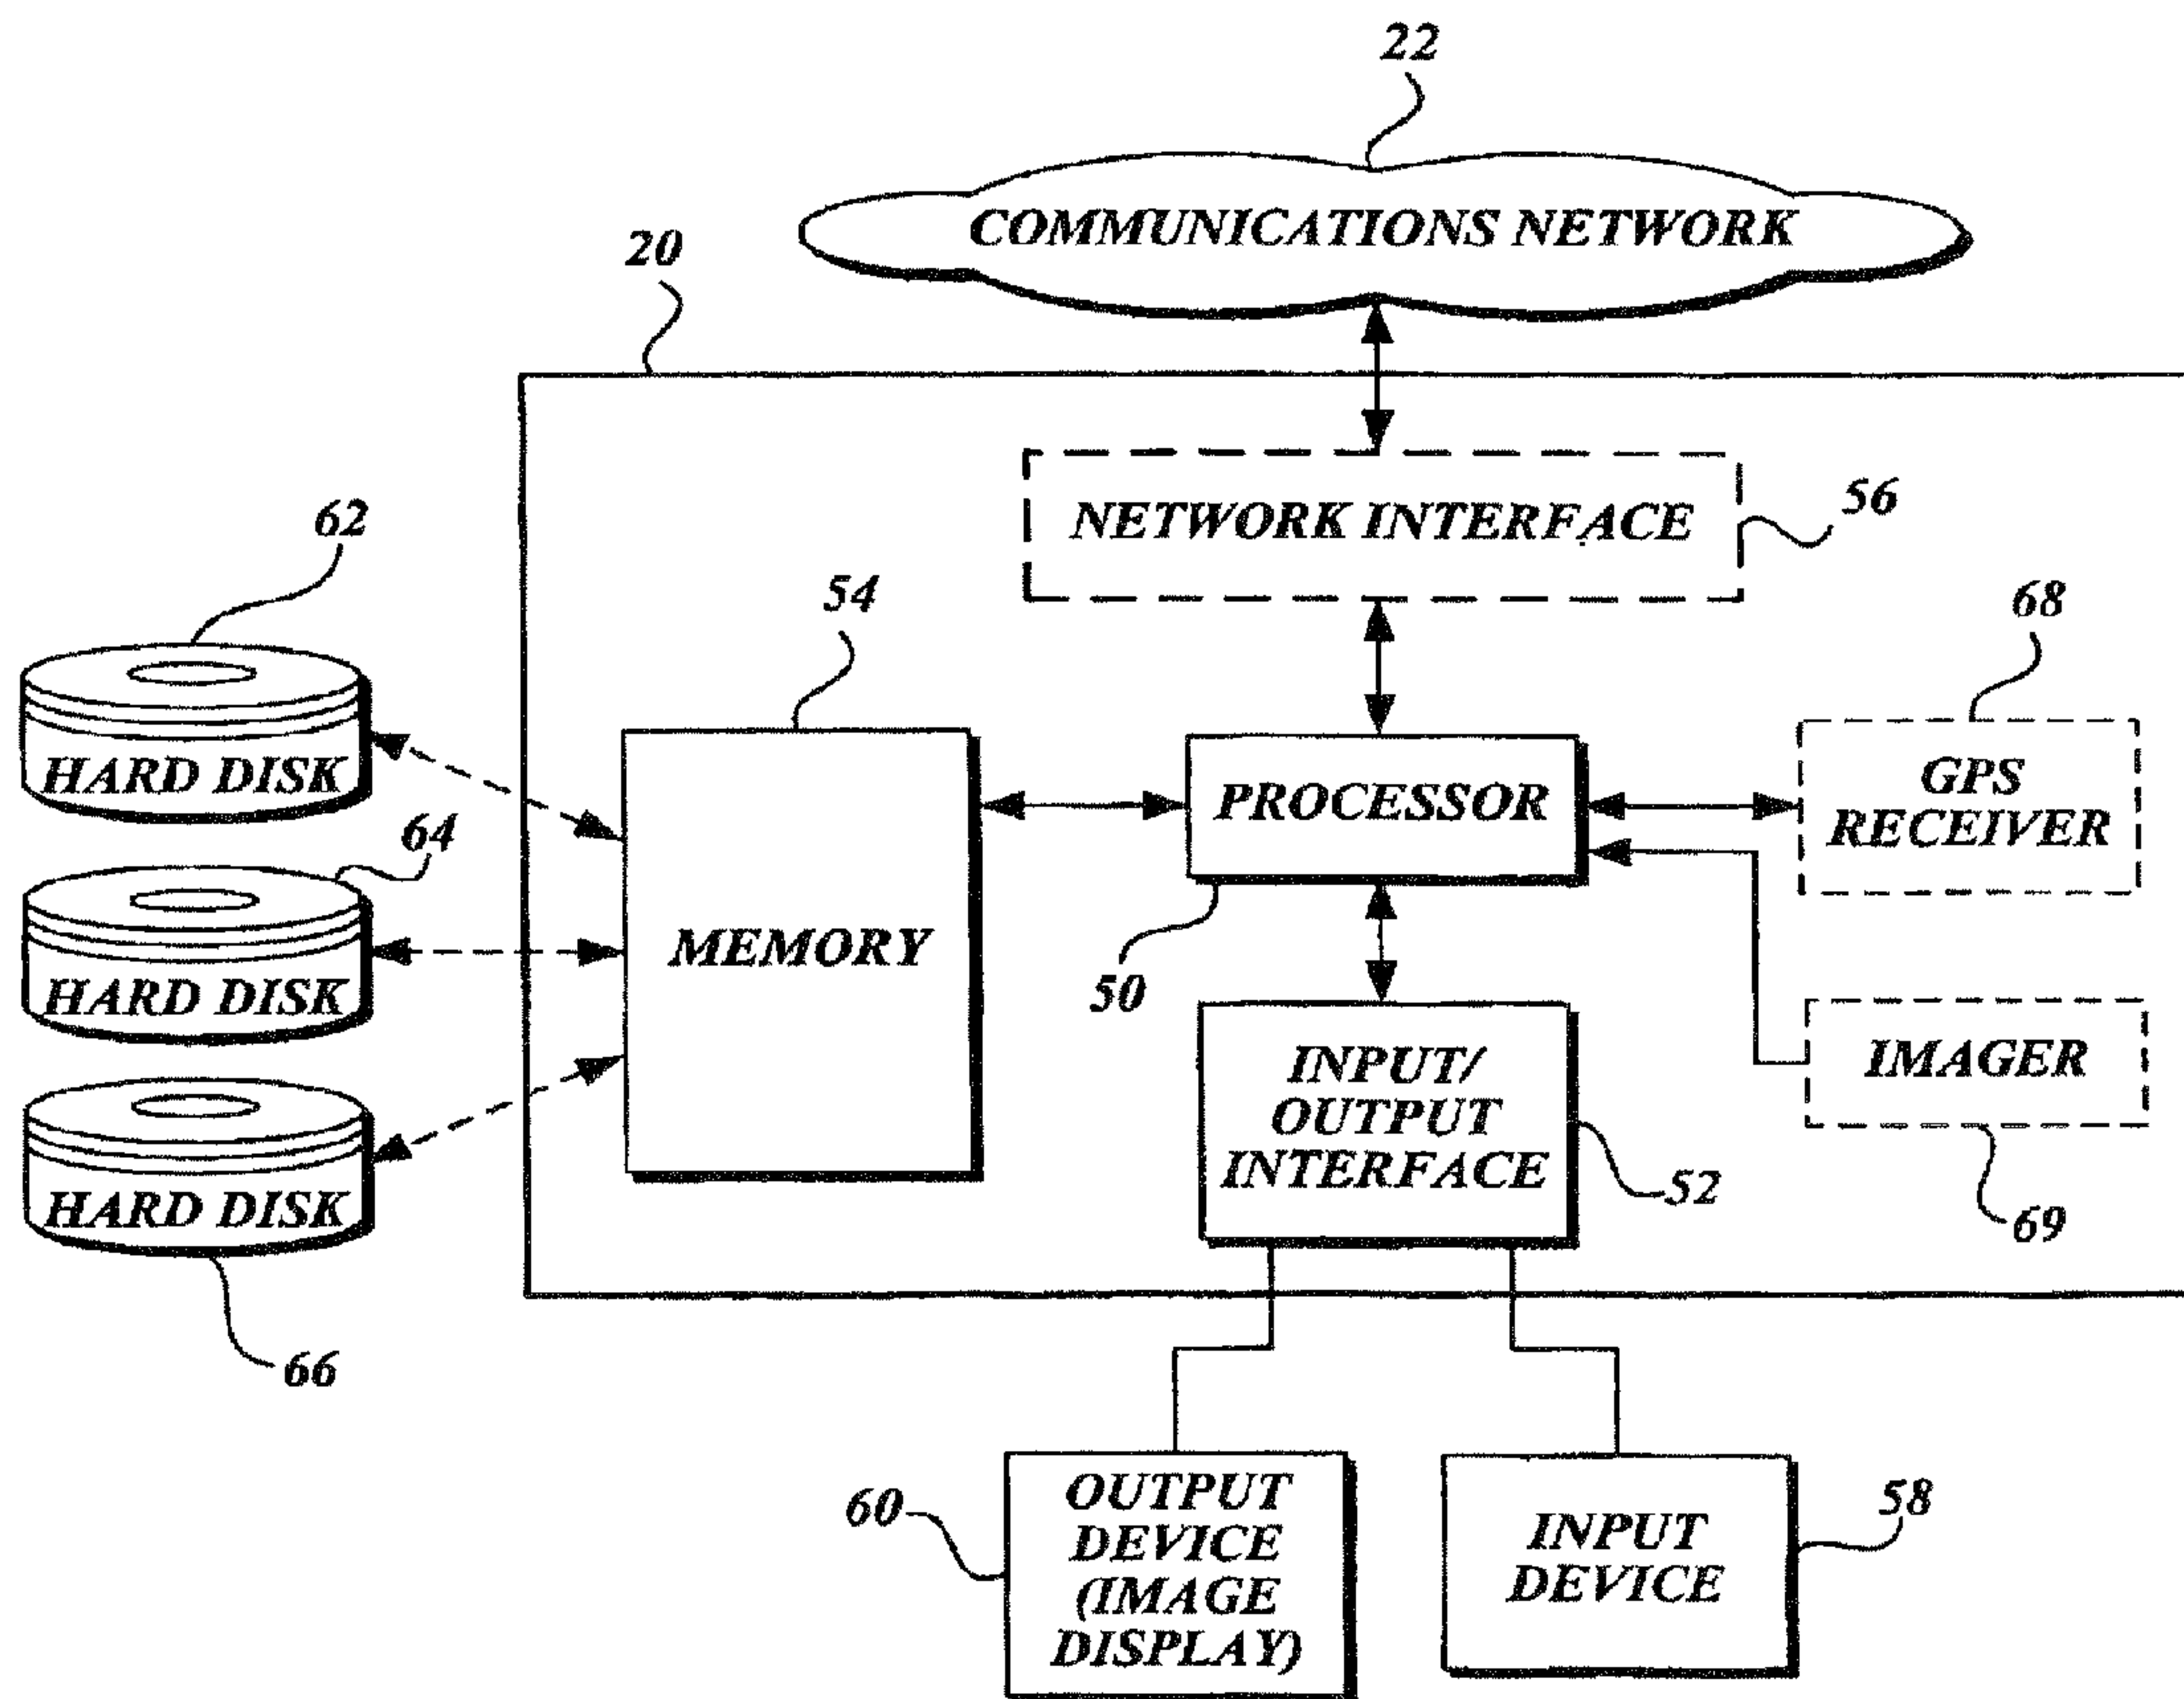 22
COMMUNICATIONS NETWORK
20
NETWORK INTERFACE
56
62
54
68
HARD DISK
PROCESSOR
GPS
RECEIVER
64
MEMORY
HARD DISK
50
INPUT/
OUTPUT
INTERFACE
IMAGER
52
69
HARD DISK
66
60
OUTPUT
DEVICE
(IMAGE
DISPLAY)
INPUT
DEVICE
58